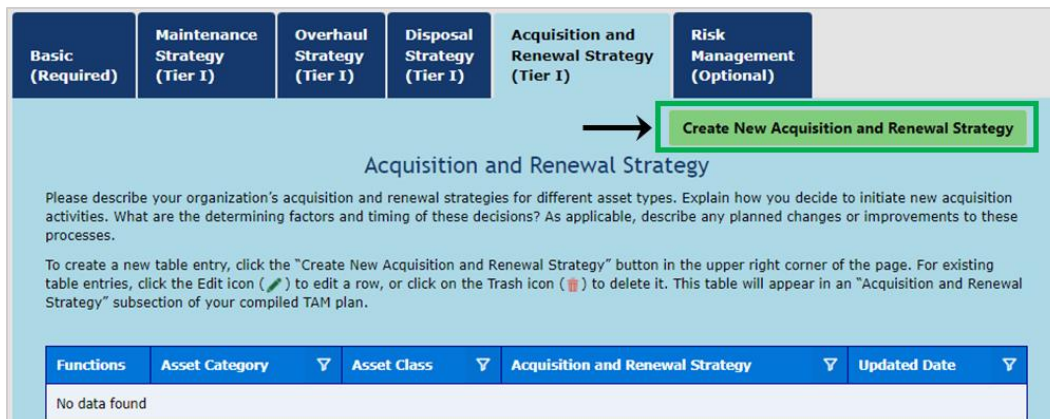 Basic
(Required)
Maintenance
Strategy
(Tier I)
Overhaul
Strategy
(Tier I)
Disposal
Strategy
(Tier I)
Acquisition and
Renewal Strategy
(Tier I)
Risk
Management
(Optional)
Create New Acquisition and Renewal Strategy
Acquisition and Renewal Strategy
Please describe your organization's acquisition and renewal strategies for different asset types. Explain how you decide to initiate new acquisition
activities. What are the determining factors and timing of these decisions? As applicable, describe any planned changes or improvements to these
processes.
To create a new table entry, click the "Create New Acquisition and Renewal Strategy" button in the upper right corner of the page. For existing
table entries, click the Edit icon ( ) to edit a row, or click on the Trash icon ( ) to delete it. This table will appear in an "Acquisition and Renewal
Strategy" subsection of your compiled TAM plan.
Functions Asset Category Asset Class Acquisition and Renewal Strategy Updated Date
No data found